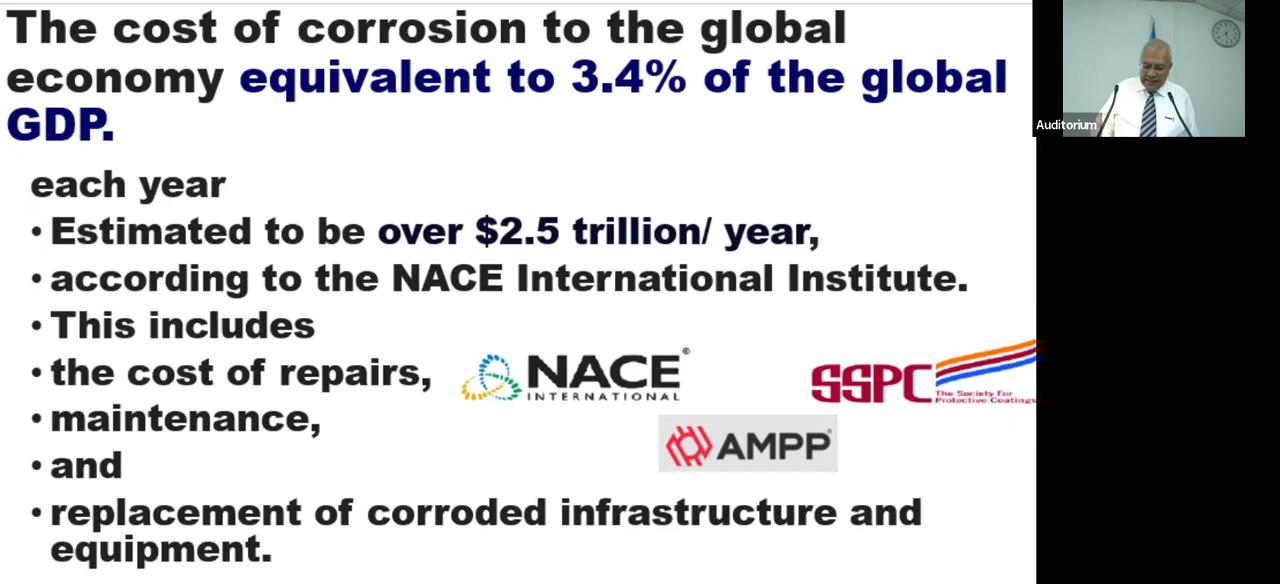 The cost of corrosion to the global
economy equivalent to 3.4% of the global
GDP.
each year
• Estimated to be over $2.5 trillion/ year,
• according to the NACE International Institute.
• This includes
• the cost of repairs,
• maintenance,
• and
• replacement of corroded infrastructure and
equipment.
NACE®
INTERNATIONAL
SSPC
The Society For
Protective Coatings
AMPP®
Auditorium